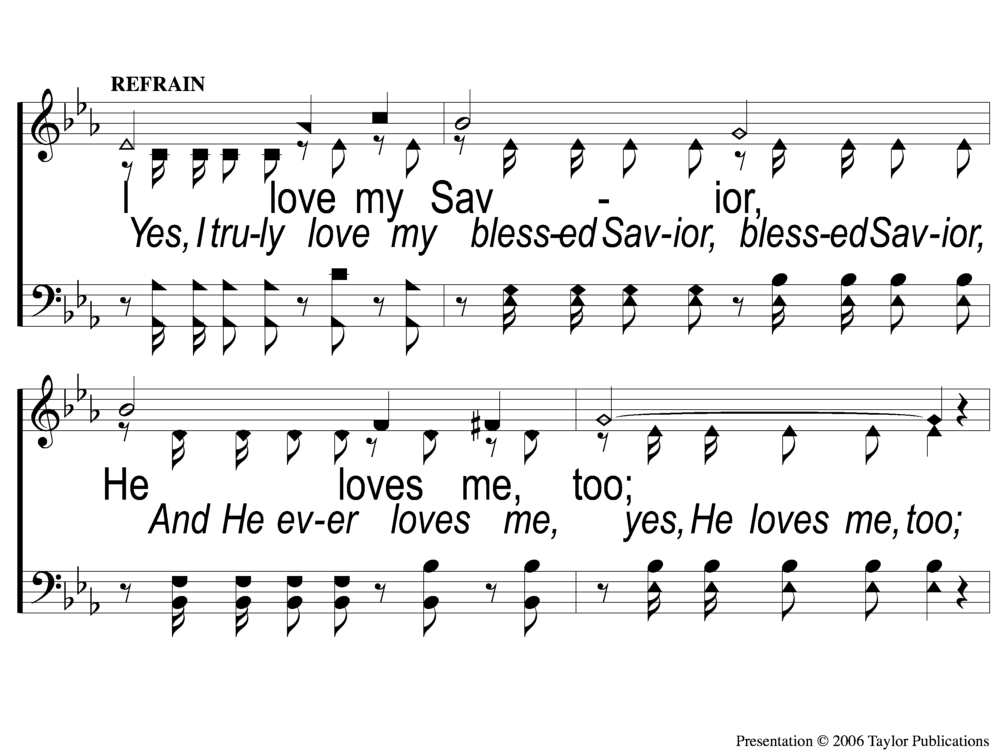 REFRAIN
I love my Sav - ior,
Yes, I tru-ly love my bless-ed Sav-ior, bless-ed Sav-ior,
He loves me, too;
And He ev-er loves me, yes, He loves me, too;
Presentation © 2006 Taylor Publications